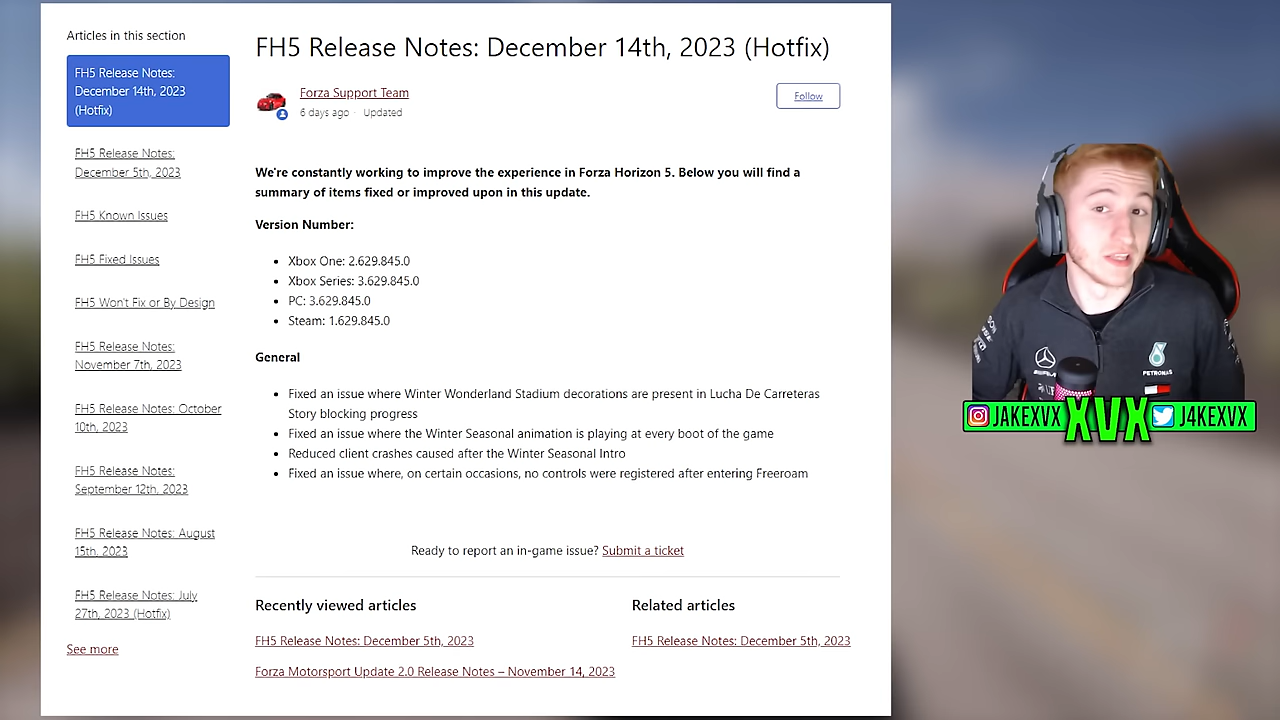 Articles in this section
FH5 Release Notes:
December 14th, 2023
(Hotfix)
FH5 Release Notes:
December 5th, 2023
FH5 Known Issues
FH5 Fixed Issues
FH5 Won't Fix or By Design
FH5 Release Notes:
November 7th, 2023
FH5 Release Notes: October
10th, 2023
FH5 Release Notes:
September 12th, 2023
FH5 Release Notes: August
15th, 2023
FH5 Release Notes: July
27th, 2023 (Hotfix)
See more
FH5 Release Notes: December 14th, 2023 (Hotfix)
Forza Support Team
6 days ago · Updated
Follow
We're constantly working to improve the experience in Forza Horizon 5. Below you will find a
summary of items fixed or improved upon in this update.
Version Number:
• Xbox One: 2.629.845.0
• Xbox Series: 3.629.845.0
• PC: 3.629.845.0
• Steam: 1.629.845.0
General
• Fixed an issue where Winter Wonderland Stadium decorations are present in Lucha De Carreteras
Story blocking progress
• Fixed an issue where the Winter Seasonal animation is playing at every boot of the game
• Reduced client crashes caused after the Winter Seasonal Intro
• Fixed an issue where, on certain occasions, no controls were registered after entering Freeroam
Ready to report an in-game issue? Submit a ticket
Recently viewed articles
FH5 Release Notes: December 5th, 2023
Forza Motorsport Update 2.0 Release Notes – November 14, 2023
Related articles
FH5 Release Notes: December 5th, 2023
PETRONAS
JAKEXVX XVX J4KEXVX